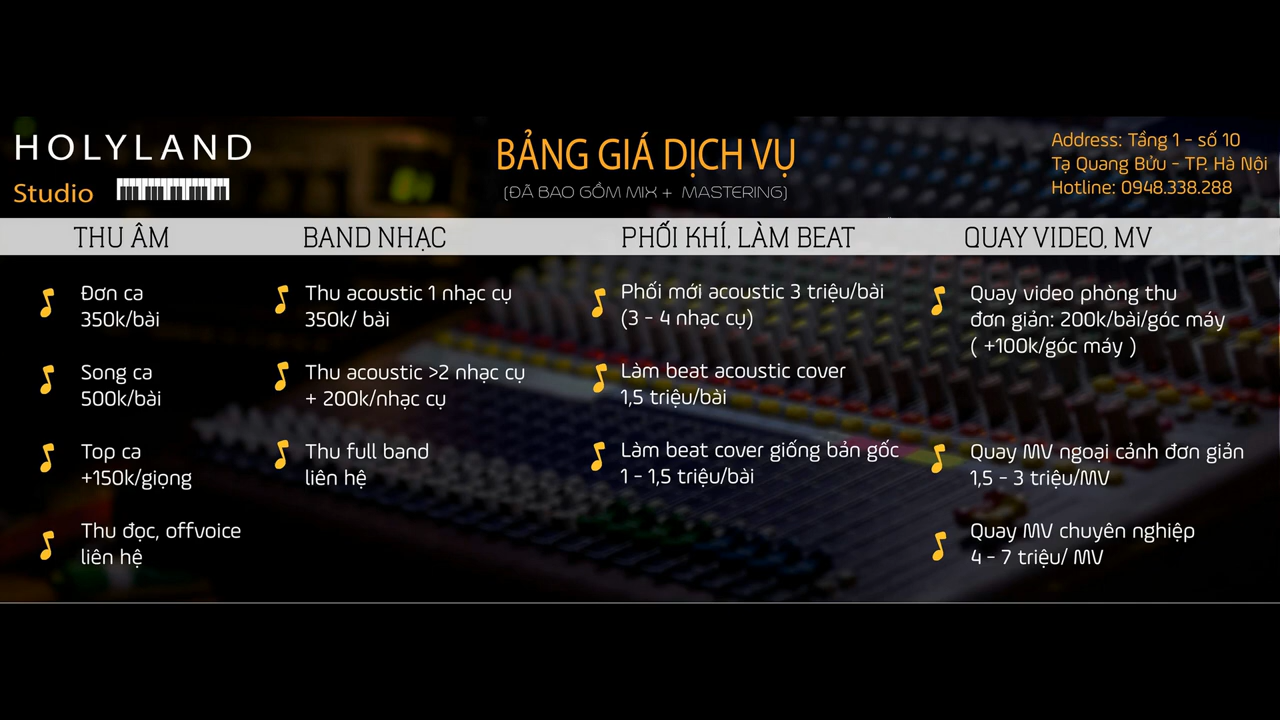 HOLYLAND
Studio
BẢNG GIÁ DỊCH VỤ
(ĐÃ BAO GỒM MIX + MASTERING)
Address: Tầng 1 - số 10
Tạ Quang Bửu - TP. Hà Nội
Hotline: 0948.338.288
THU ÂM
Đơn ca
350k/bài
Song ca
500k/bài
Top ca
+150k/giọng
Thu đọc, offvoice
liên hệ
BAND NHẠC
Thu acoustic 1 nhạc cụ
350k/ bài
Thu acoustic >2 nhạc cụ
+ 200k/nhạc cụ
Thu full band
liên hệ
PHỐI KHÍ, LÀM BEAT
Phối mới acoustic 3 triệu/bài
(3 - 4 nhạc cụ)
Làm beat acoustic cover
1,5 triệu/bài
Làm beat cover giống bản gốc
1 - 1,5 triệu/bài
QUAY VIDEO, MV
Quay video phòng thu
đơn giản: 200k/bài/góc máy
( +100k/góc máy )
Quay MV ngoại cảnh đơn giản
1,5 - 3 triệu/MV
Quay MV chuyên nghiệp
4 - 7 triệu/ MV